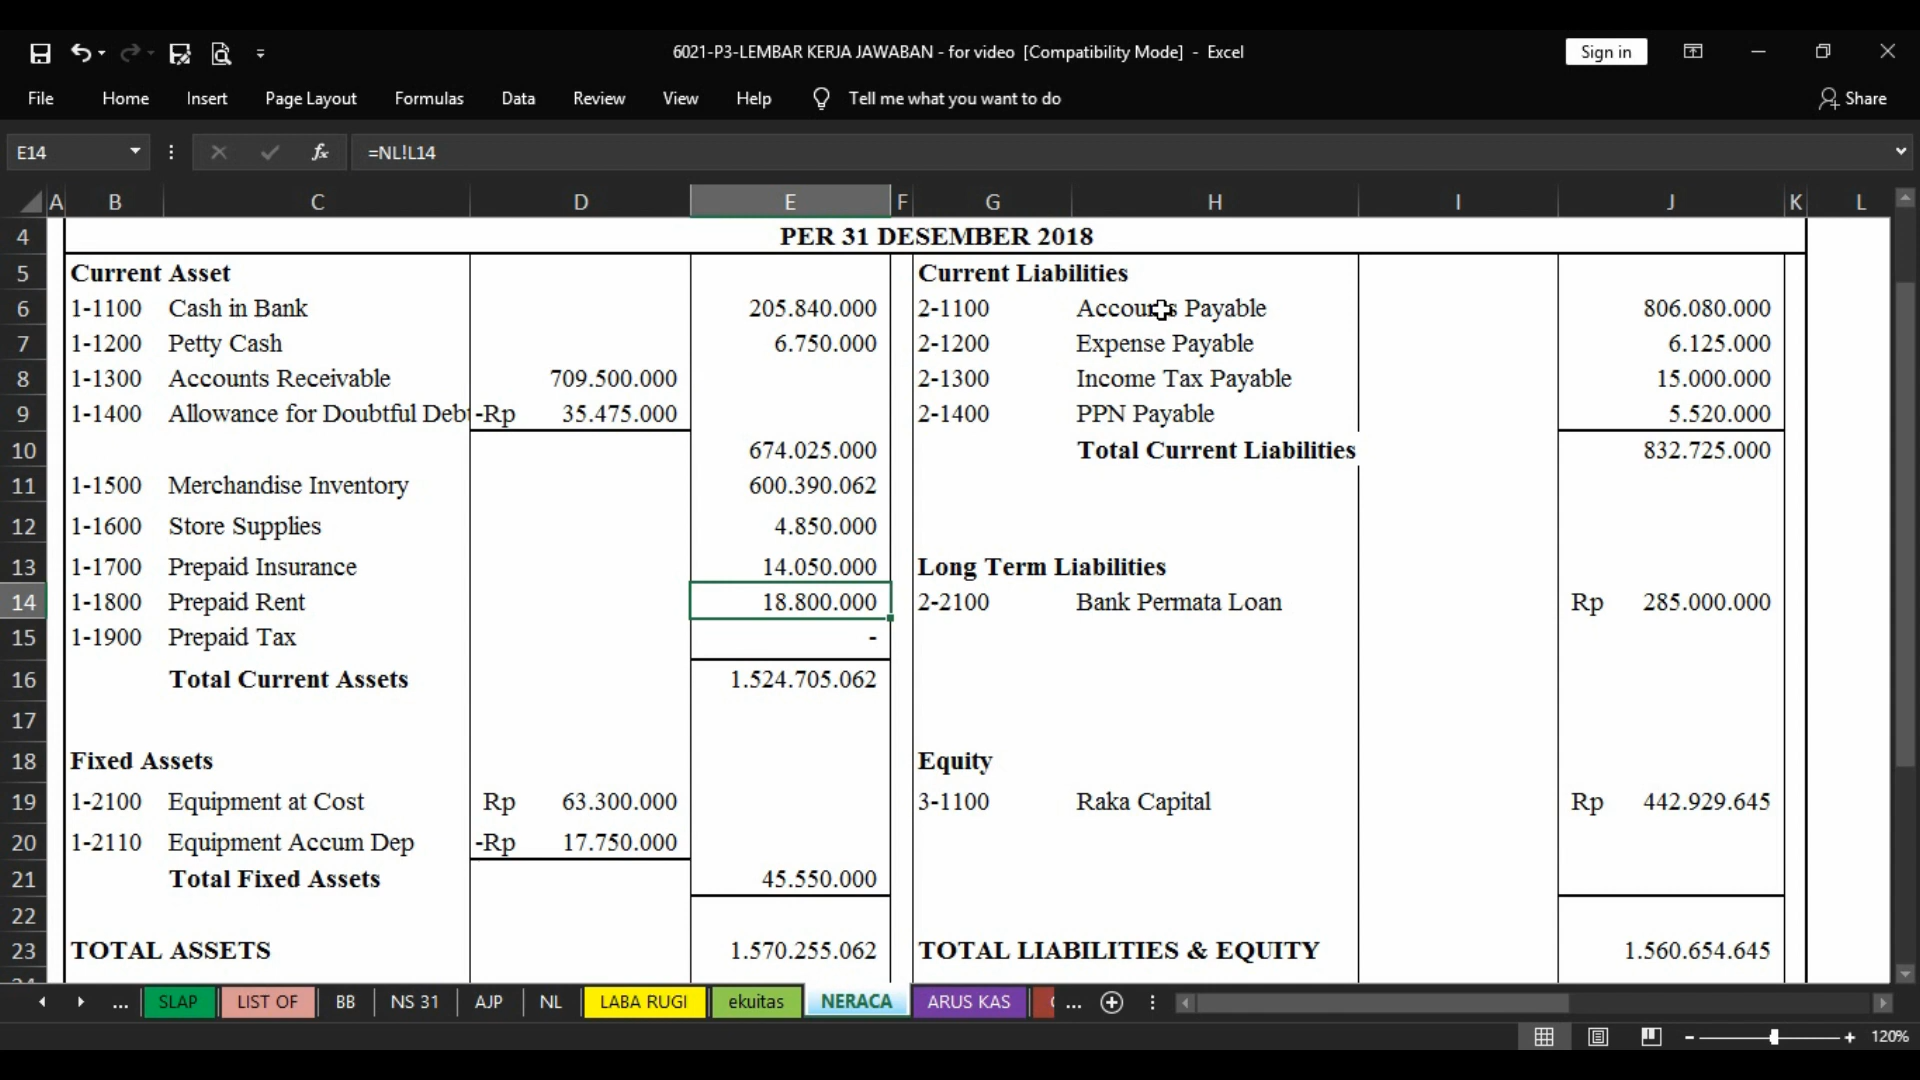 6021-P3-LEMBAR KERJA JAWABAN - for video [Compatibility Mode] - Excel
Sign in
File Home Insert Page Layout Formulas Data Review View Help Tell me what you want to do Share
E14 fx =NL!L14
A B C D E F G H I J K L
4 PER 31 DESEMBER 2018
5 Current Asset Current Liabilities
6 1-1100 Cash in Bank 205.840.000 2-1100 Accounts Payable 806.080.000
7 1-1200 Petty Cash 6.750.000 2-1200 Expense Payable 6.125.000
8 1-1300 Accounts Receivable 709.500.000 2-1300 Income Tax Payable 15.000.000
9 1-1400 Allowance for Doubtful Debt -Rp 35.475.000 2-1400 PPN Payable 5.520.000
10 674.025.000 Total Current Liabilities 832.725.000
11 1-1500 Merchandise Inventory 600.390.062
12 1-1600 Store Supplies 4.850.000
13 1-1700 Prepaid Insurance 14.050.000 Long Term Liabilities
14 1-1800 Prepaid Rent 18.800.000 2-2100 Bank Permata Loan Rp 285.000.000
15 1-1900 Prepaid Tax -
16 Total Current Assets 1.524.705.062
17
18 Fixed Assets Equity
19 1-2100 Equipment at Cost Rp 63.300.000 3-1100 Raka Capital Rp 442.929.645
20 1-2110 Equipment Accum Dep -Rp 17.750.000
21 Total Fixed Assets 45.550.000
22
23 TOTAL ASSETS 1.570.255.062 TOTAL LIABILITIES & EQUITY 1.560.654.645
... SLAP LIST OF BB NS 31 AJP NL LABA RUGI ekuitas NERACA ARUS KAS ...
120%